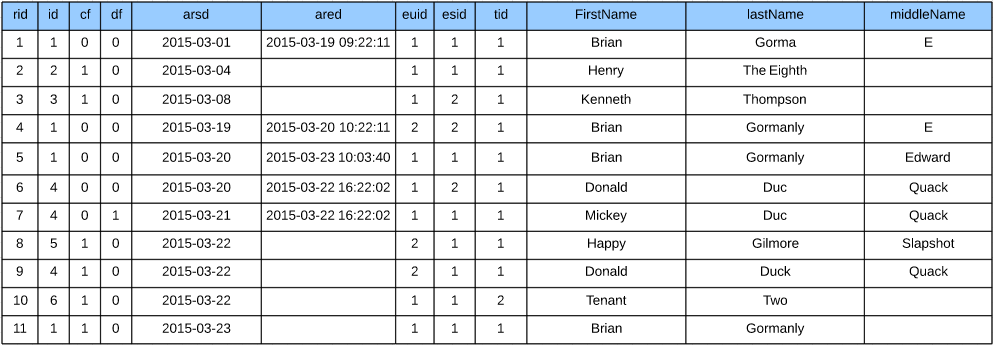 rid id cf df arsd ared euid esid tid FirstName lastName middleName
1 1 0 0 2015-03-01 2015-03-19 09:22:11 1 1 1 Brian Gorma E
2 2 1 0 2015-03-04 1 1 1 Henry The Eighth
3 3 1 0 2015-03-08 1 2 1 Kenneth Thompson
4 1 0 0 2015-03-19 2015-03-20 10:22:11 2 2 1 Brian Gormanly E
5 1 0 0 2015-03-20 2015-03-23 10:03:40 1 1 1 Brian Gormanly Edward
6 4 0 0 2015-03-20 2015-03-22 16:22:02 1 2 1 Donald Duc Quack
7 4 0 1 2015-03-21 2015-03-22 16:22:02 1 1 1 Mickey Duc Quack
8 5 1 0 2015-03-22 2 1 1 Happy Gilmore Slapshot
9 4 1 0 2015-03-22 2 1 1 Donald Duck Quack
10 6 1 0 2015-03-22 1 1 2 Tenant Two
11 1 1 0 2015-03-23 1 1 1 Brian Gormanly